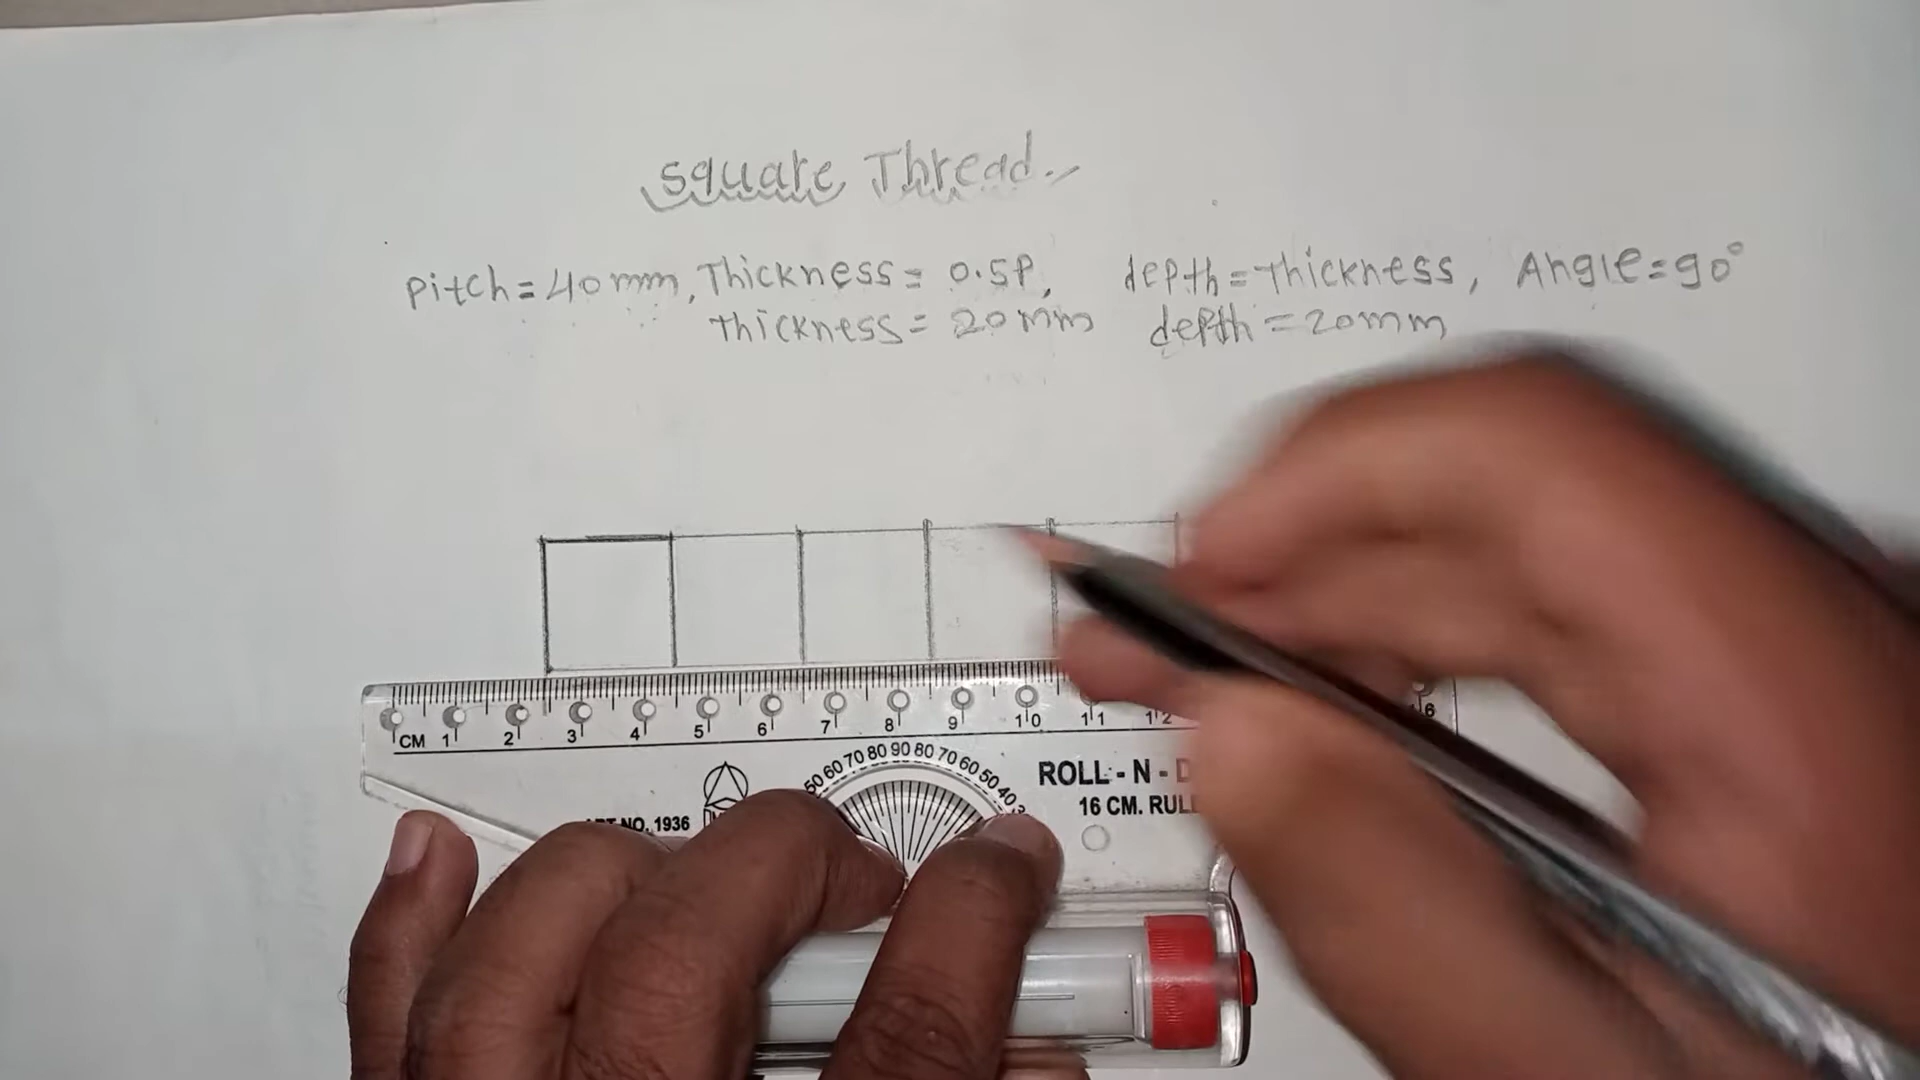 square Thread.
pitch=40mm, Thickness= 0.5P, depth=Thickness, Angle=90°
thickness= 20mm depth=20mm
CM 1 2 3 4 5 6 7 8 9 10 11 12
50 60 70 80 90 80 70 60 50 40
ROLL-N-D
NO. 1936
16 CM. RUL